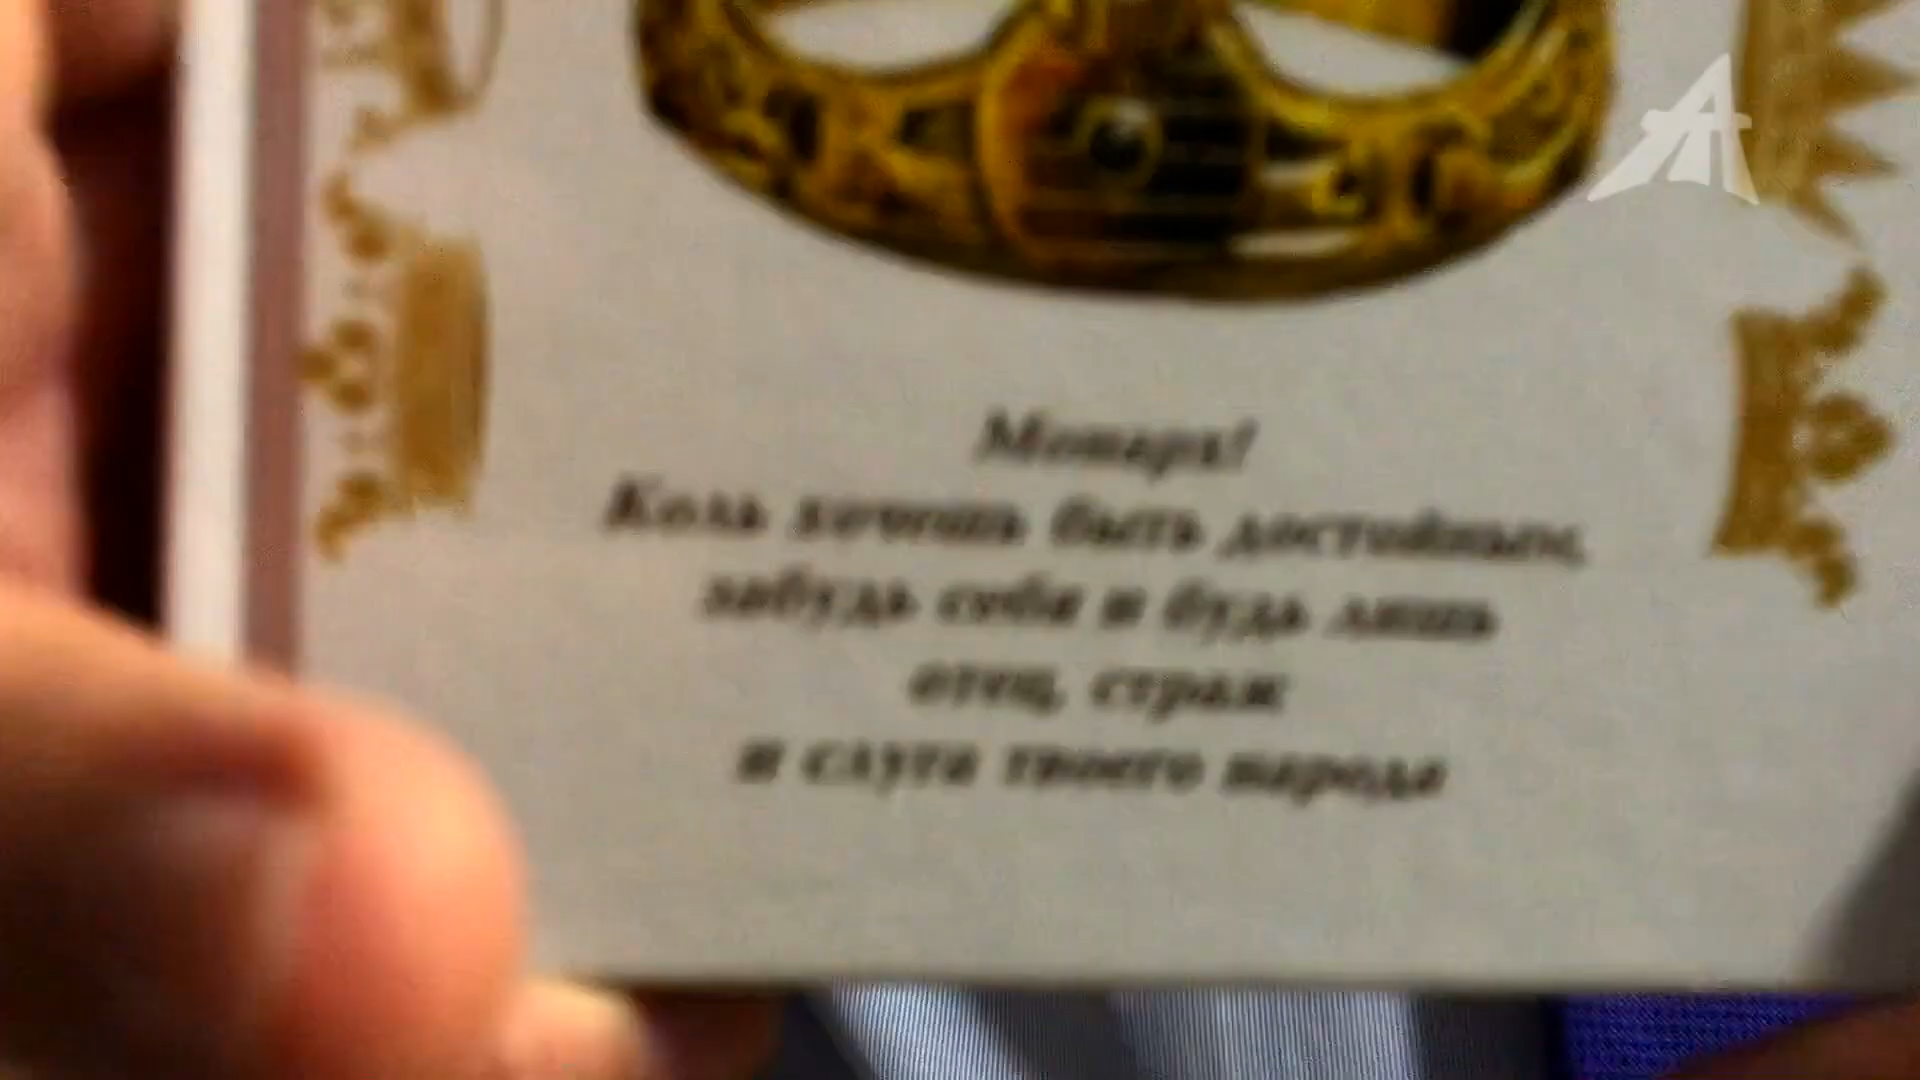 Монарх!
Коль хочешь быть достойным,
забудь себя и будь лишь
отец, страж
и слуга твоего народа